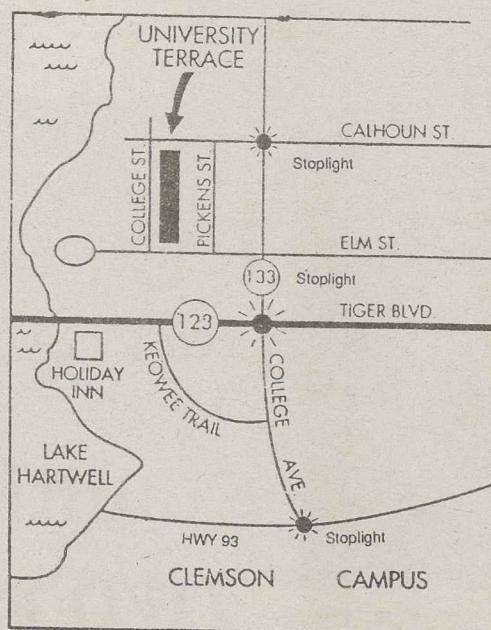 UNIVERSITY
TERRACE
CALHOUN ST.
Stoplight
COLLEGE ST.
PICKENS ST.
ELM ST.
133
Stoplight
TIGER BLVD.
123
HOLIDAY
INN
KEOWEE TRAIL
COLLEGE
AVE.
LAKE
HARTWELL
HWY 93
Stoplight
CLEMSON CAMPUS